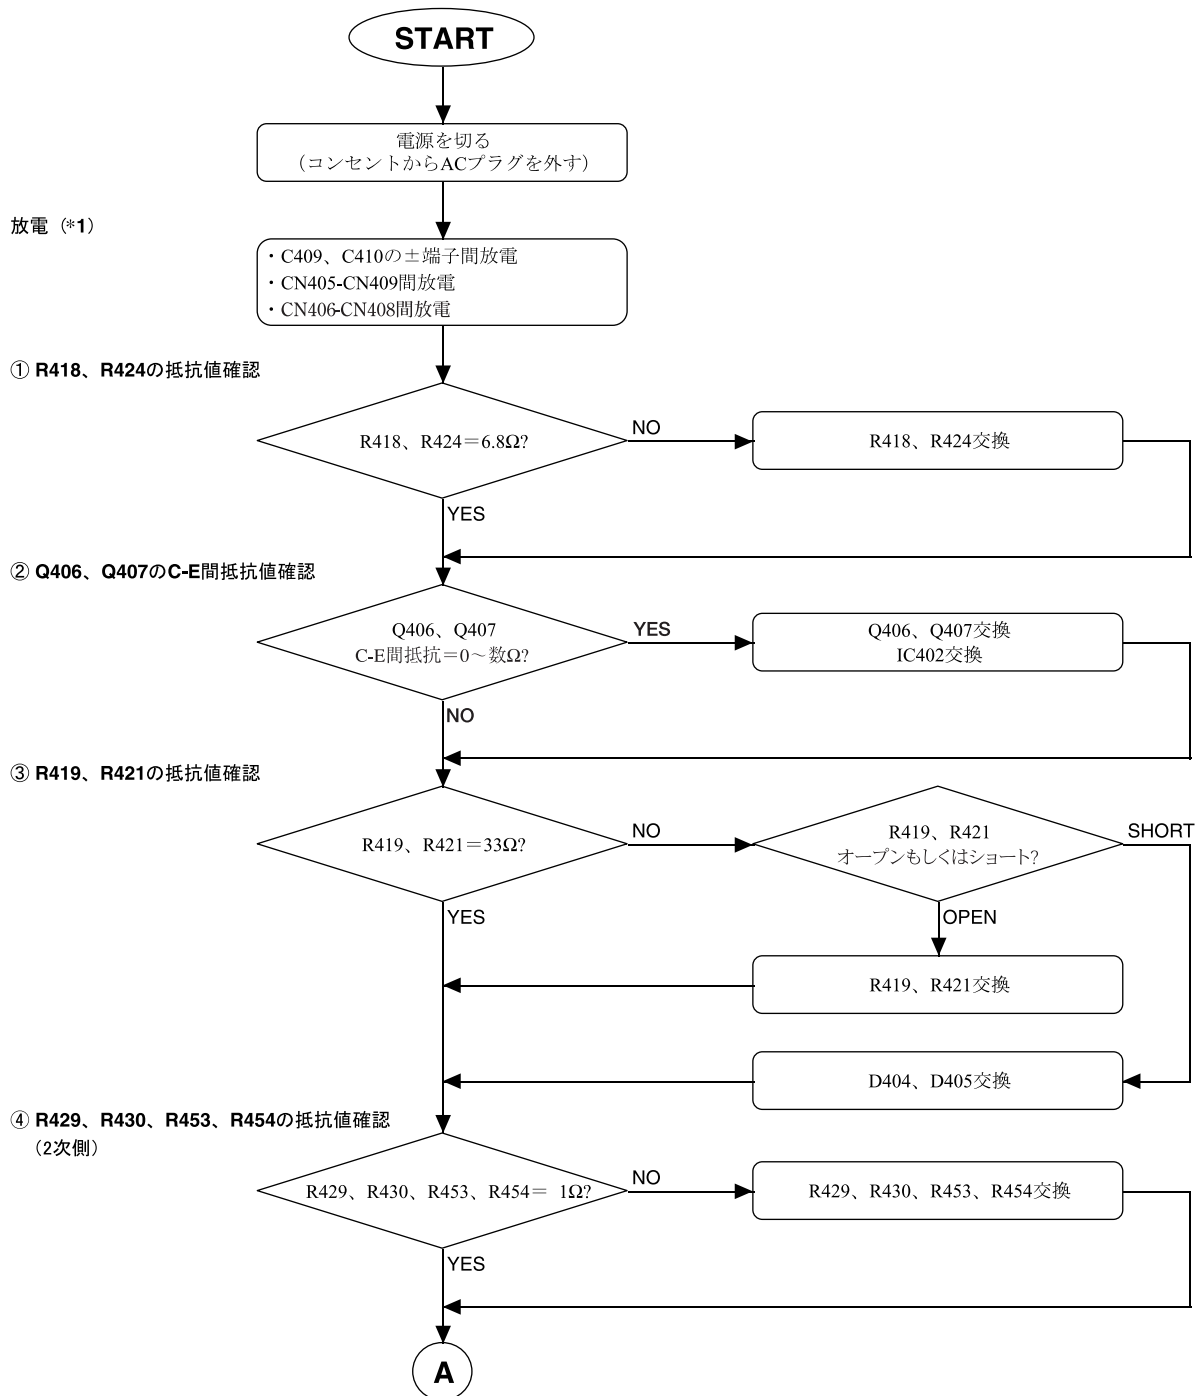 START
電源を切る
（コンセントからACプラグを外す）
放電（*1）
・C409、C410の±端子間放電
・CN405-CN409間放電
・CN406-CN408間放電
① R418、R424の抵抗値確認
R418、R424＝6.8Ω?
NO
R418、R424交換
YES
② Q406、Q407のC-E間抵抗値確認
Q406、Q407
C-E間抵抗＝0～数Ω?
YES
Q406、Q407交換
IC402交換
NO
③ R419、R421の抵抗値確認
R419、R421＝33Ω?
NO
R419、R421
オープンもしくはショート?
SHORT
YES
OPEN
R419、R421交換
D404、D405交換
④ R429、R430、R453、R454の抵抗値確認
（2次側）
R429、R430、R453、R454＝ 1Ω?
NO
R429、R430、R453、R454交換
YES
A